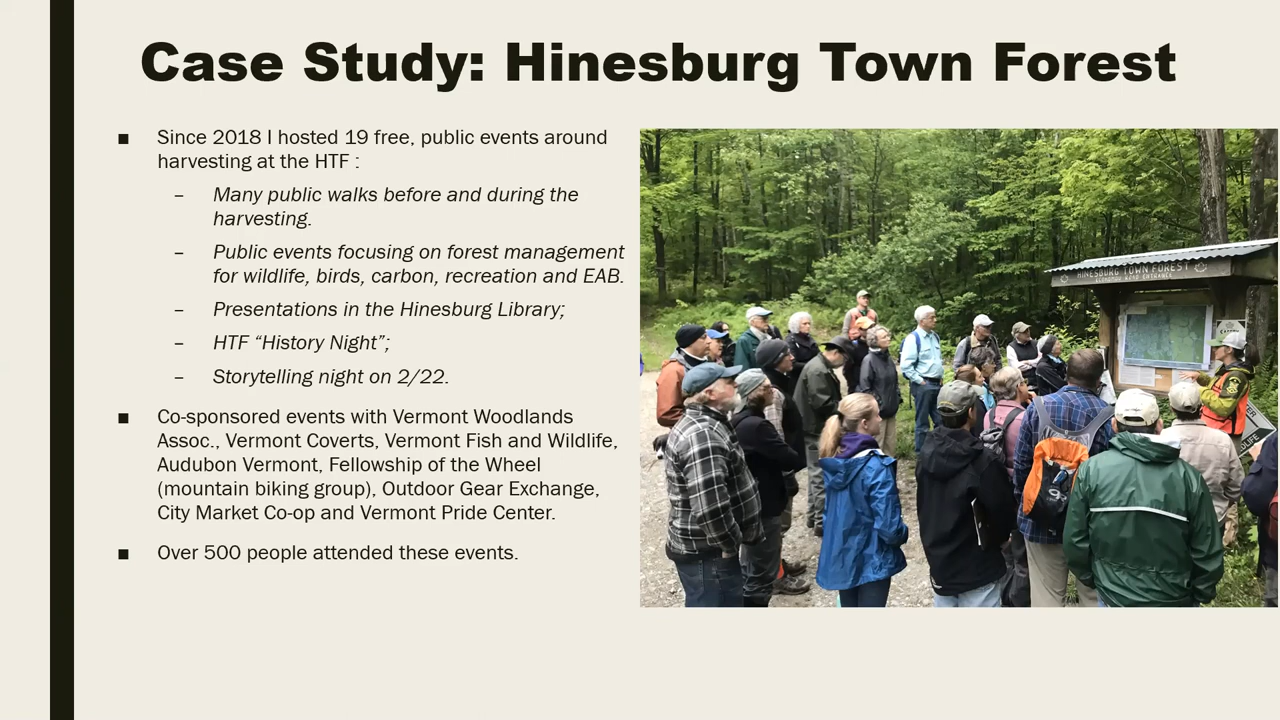 Case Study: Hinesburg Town Forest
■ Since 2018 I hosted 19 free, public events around
harvesting at the HTF :
– Many public walks before and during the
harvesting.
– Public events focusing on forest management
for wildlife, birds, carbon, recreation and EAB.
– Presentations in the Hinesburg Library;
– HTF “History Night”;
– Storytelling night on 2/22.
■ Co-sponsored events with Vermont Woodlands
Assoc., Vermont Coverts, Vermont Fish and Wildlife,
Audubon Vermont, Fellowship of the Wheel
(mountain biking group), Outdoor Gear Exchange,
City Market Co-op and Vermont Pride Center.
■ Over 500 people attended these events.
HINESBURG TOWN FOREST